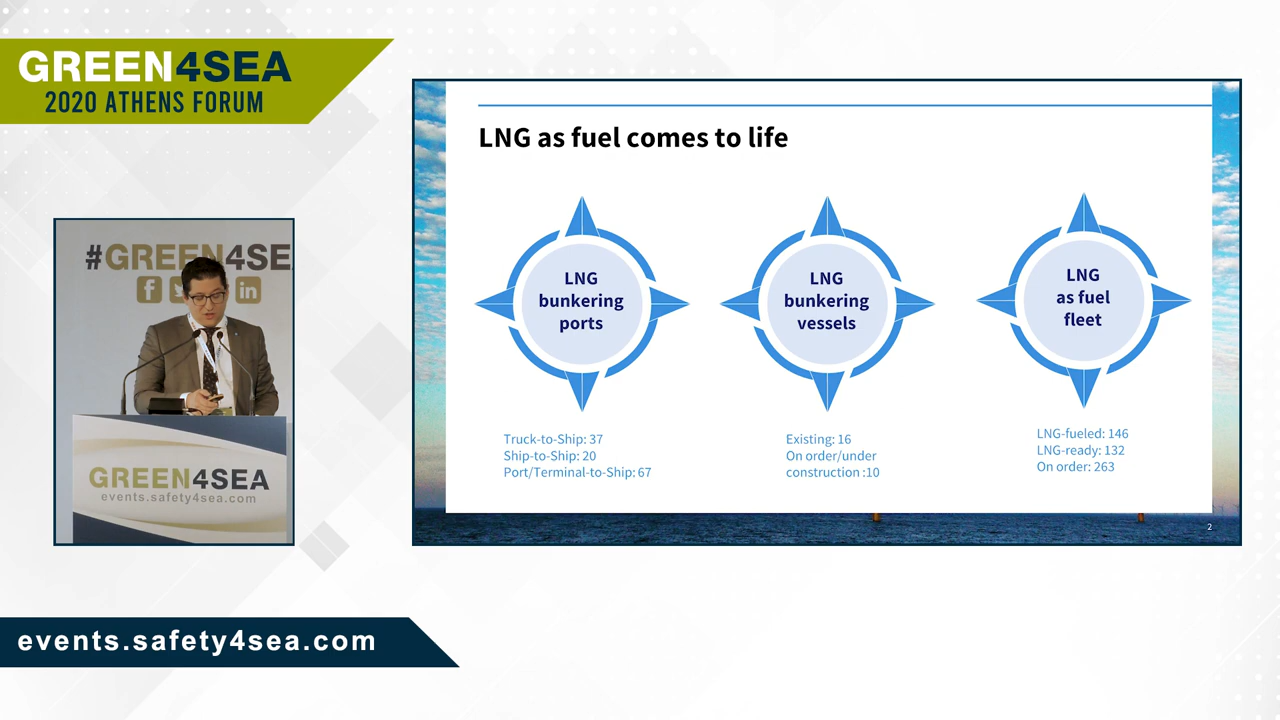 GREEN4SEA
2020 ATHENS FORUM
#GREEN4SE
f
in
GREEN4SEA
events.safety4sea.com
LNG as fuel comes to life
LNG
bunkering
ports
LNG
bunkering
vessels
LNG
as fuel
fleet
Truck-to-Ship: 37
Ship-to-Ship: 20
Port/Terminal-to-Ship: 67
Existing: 16
On order/under
construction :10
LNG-fueled: 146
LNG-ready: 132
On order: 263
2
events.safety4sea.com